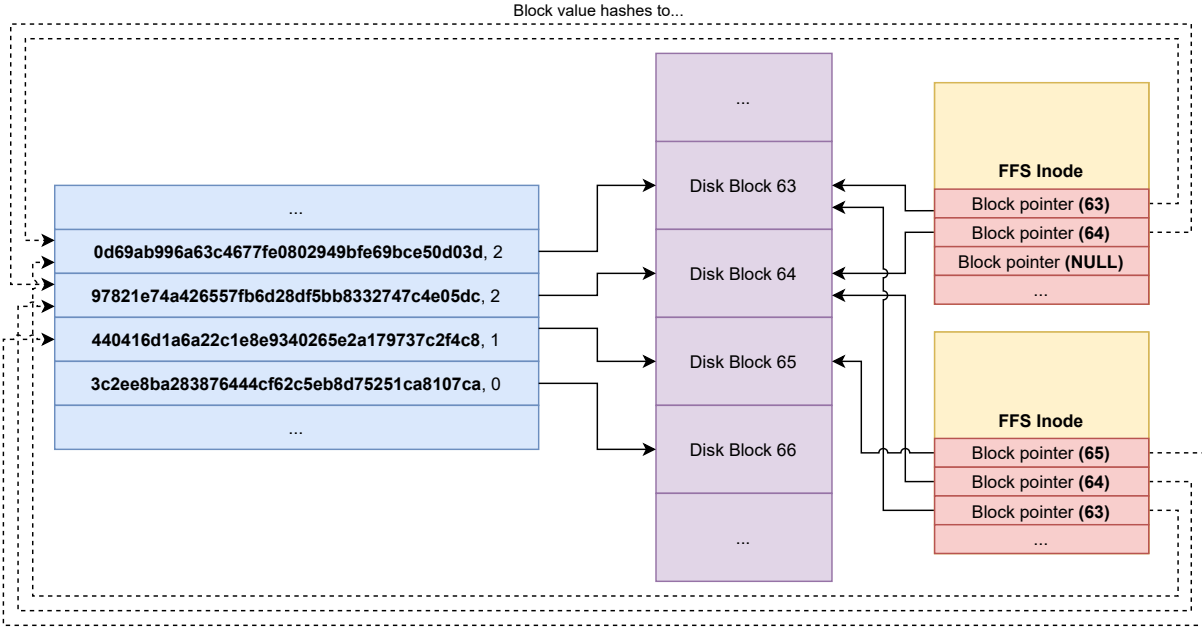 Block value hashes to...
...
0d69ab996a63c4677fe0802949bfe69bce50d03d, 2
97821e74a426557fb6d28df5bb8332747c4e05dc, 2
440416d1a6a22c1e8e9340265e2a179737c2f4c8, 1
3c2ee8ba283876444cf62c5eb8d75251ca8107ca, 0
...
...
Disk Block 63
Disk Block 64
Disk Block 65
Disk Block 66
...
FFS Inode
Block pointer (63)
Block pointer (64)
Block pointer (NULL)
...
FFS Inode
Block pointer (65)
Block pointer (64)
Block pointer (63)
...